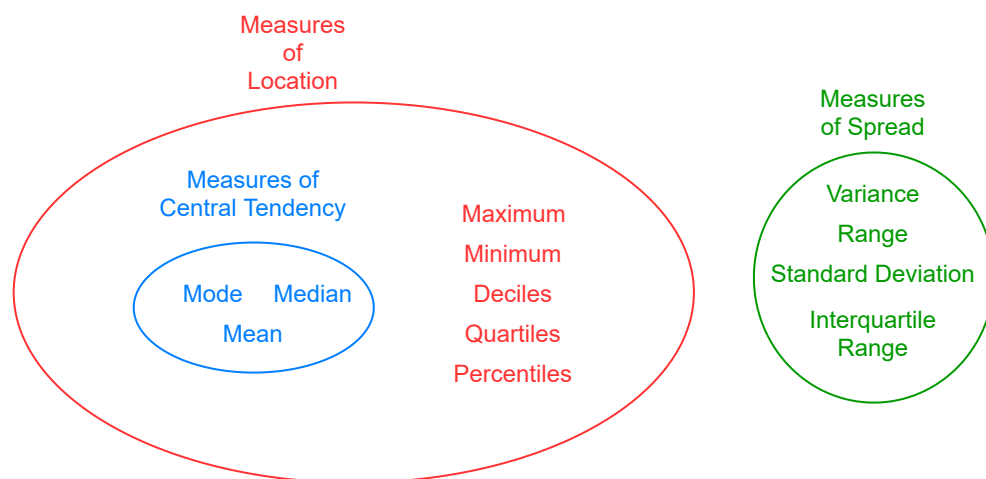 Measures
of
Location
Measures of
Central Tendency
Mode Median
Mean
Maximum
Minimum
Deciles
Quartiles
Percentiles
Measures
of Spread
Variance
Range
Standard Deviation
Interquartile
Range